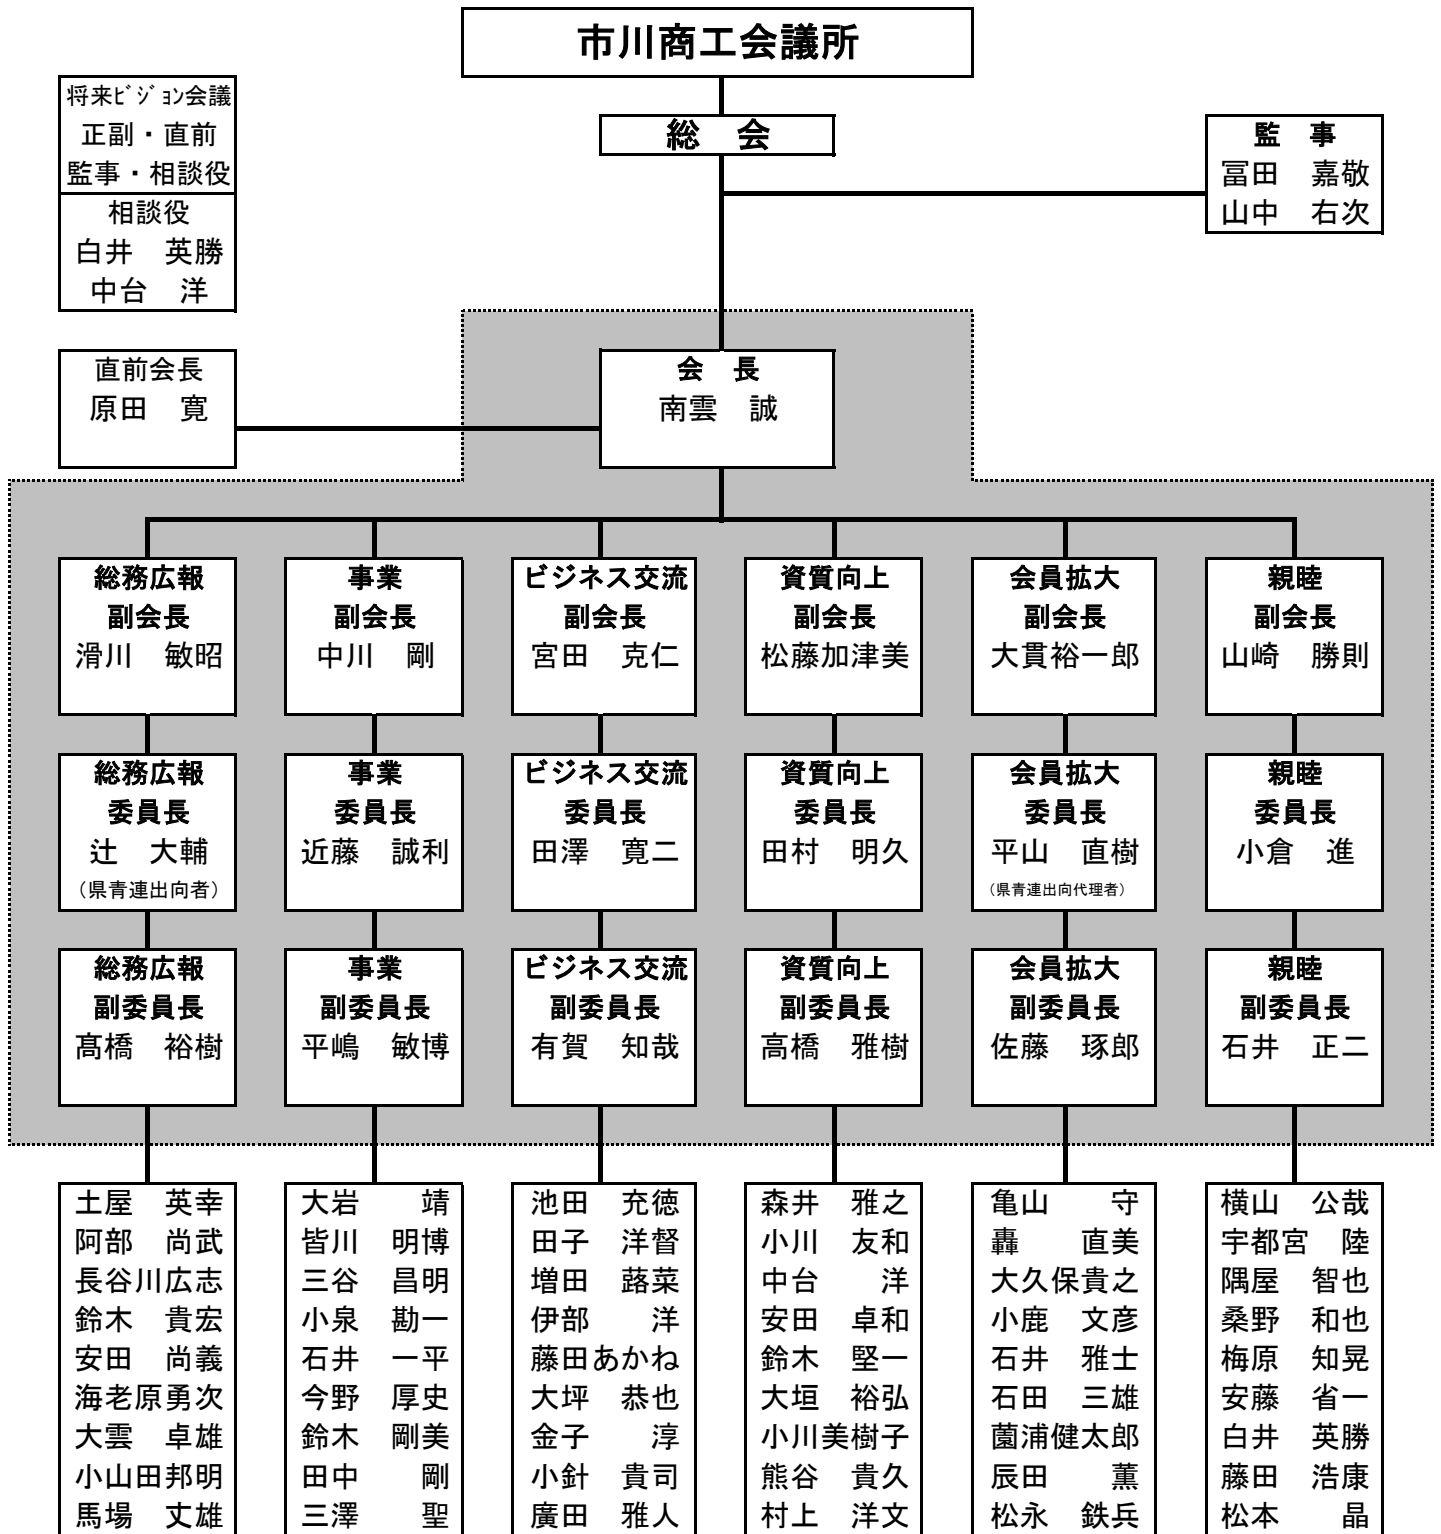 市川商工会議所
総　会
将来ﾋﾞｼﾞｮﾝ会議
正副・直前
監事・相談役
相談役
白井　英勝
中台　洋
監　事
冨田　嘉敬
山中　右次
直前会長
原田　寛
会　長
南雲　誠
総務広報
副会長
滑川　敏昭
事業
副会長
中川　剛
ビジネス交流
副会長
宮田　克仁
資質向上
副会長
松藤加津美
会員拡大
副会長
大貫裕一郎
親睦
副会長
山崎　勝則
総務広報
委員長
辻　大輔
（県青連出向者）
事業
委員長
近藤　誠利
ビジネス交流
委員長
田澤　寛二
資質向上
委員長
田村　明久
会員拡大
委員長
平山　直樹
（県青連出向代理者）
親睦
委員長
小倉　進
総務広報
副委員長
髙橋　裕樹
事業
副委員長
平嶋　敏博
ビジネス交流
副委員長
有賀　知哉
資質向上
副委員長
高橋　雅樹
会員拡大
副委員長
佐藤　琢郎
親睦
副委員長
石井　正二
土屋　英幸
阿部　尚武
長谷川広志
鈴木　貴宏
安田　尚義
海老原勇次
大雲　卓雄
小山田邦明
馬場　丈雄
大岩　　靖
皆川　明博
三谷　昌明
小泉　勘一
石井　一平
今野　厚史
鈴木　剛美
田中　　剛
三澤　　聖
池田　充徳
田子　洋督
増田　蕗菜
伊部　　洋
藤田あかね
大坪　恭也
金子　　淳
小針　貴司
廣田　雅人
森井　雅之
小川　友和
中台　　洋
安田　卓和
鈴木　堅一
大垣　裕弘
小川美樹子
熊谷　貴久
村上　洋文
亀山　　守
轟　　直美
大久保貴之
小鹿　文彦
石井　雅士
石田　三雄
薗浦健太郎
辰田　　薫
松永　鉄兵
横山　公哉
宇都宮　陸
隅屋　智也
桑野　和也
梅原　知晃
安藤　省一
白井　英勝
藤田　浩康
松本　　晶